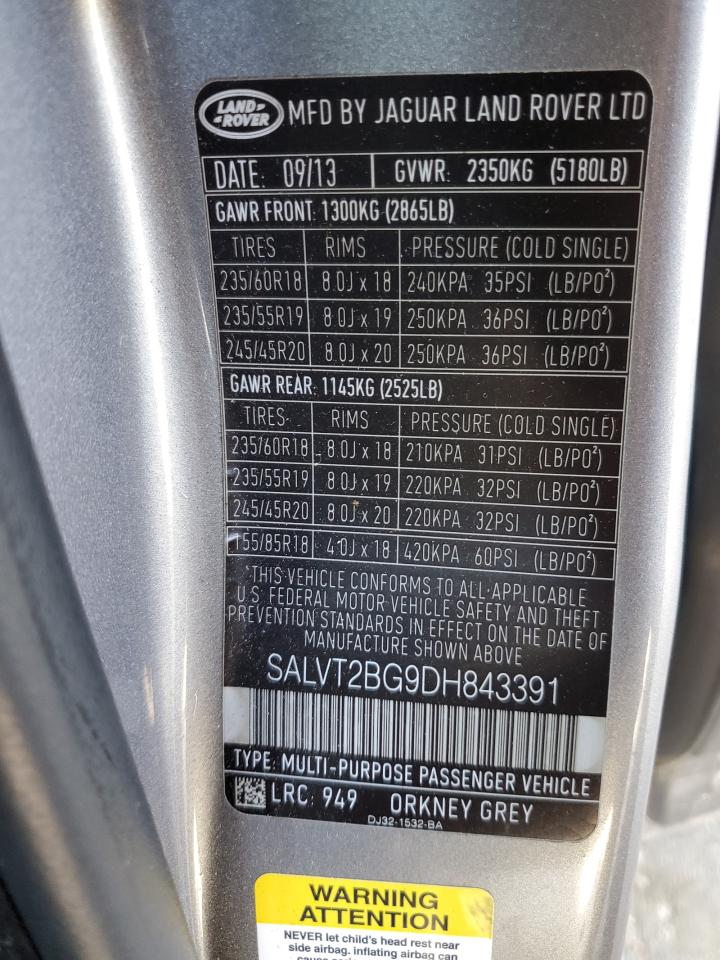 LAND-
-ROVER
MFD BY JAGUAR LAND ROVER LTD
DATE: 09/13 GVWR: 2350KG (5180LB)
GAWR FRONT: 1300KG (2865LB)
TIRES RIMS PRESSURE (COLD SINGLE)
235/60R18 8.0J x 18 240KPA 35PSI (LB/PO²)
235/55R19 8.0J x 19 250KPA 36PSI (LB/PO²)
245/45R20 8.0J x 20 250KPA 36PSI (LB/PO²)
GAWR REAR: 1145KG (2525LB)
TIRES RIMS PRESSURE (COLD SINGLE)
235/60R18 8.0J x 18 210KPA 31PSI (LB/PO²)
235/55R19 8.0J x 19 220KPA 32PSI (LB/PO²)
245/45R20 8.0J x 20 220KPA 32PSI (LB/PO²)
155/85R18 4.0J x 18 420KPA 60PSI (LB/PO²)
THIS VEHICLE CONFORMS TO ALL APPLICABLE
U.S. FEDERAL MOTOR VEHICLE SAFETY AND THEFT
PREVENTION STANDARDS IN EFFECT ON THE DATE OF
MANUFACTURE SHOWN ABOVE
SALVT2BG9DH843391
TYPE: MULTI-PURPOSE PASSENGER VEHICLE
LRC: 949 ORKNEY GREY
DJ32-1532-BA
WARNING
ATTENTION
NEVER let child's head rest near
side airbag. inflating airbag can